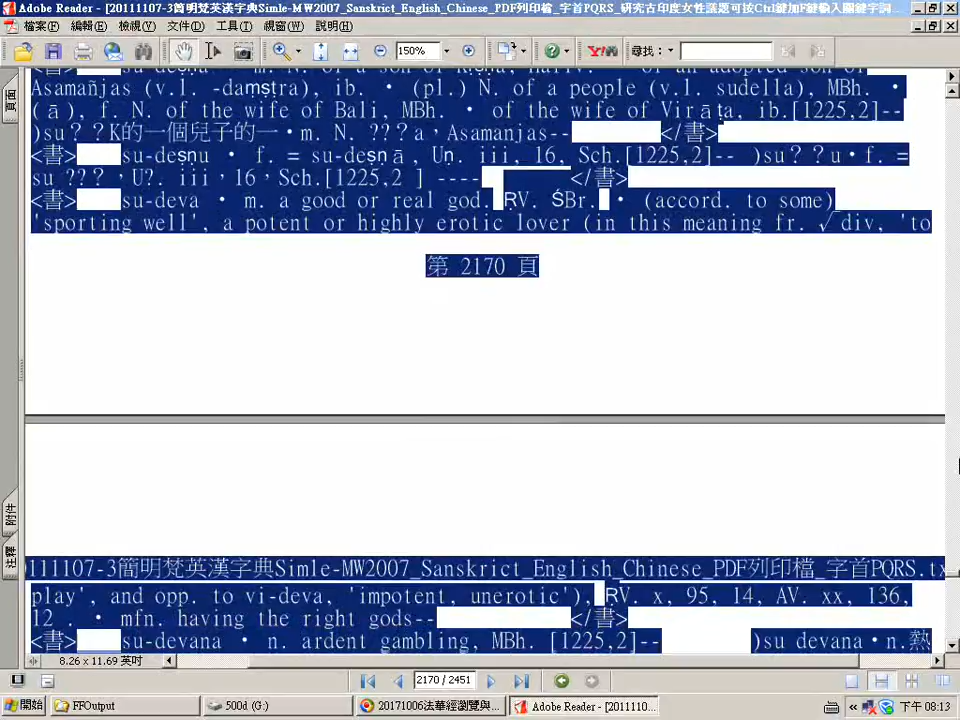 Adobe Reader - [20111107-3簡明梵英漢字典Simle-MW2007_Sanskrict_English_Chinese_PDF列印檔_字首PQRS_研究古印度女性議題可按Ctrl鍵加F鍵輸入關鍵字詞
檔案(F) 編輯(E) 檢視(V) 文件(D) 工具(T) 視窗(W) 說明(H)
150% 尋找:
頁面
Asamañjas (v.l. -damṣṭra), ib. • (pl.) N. of a people (v.l. sudella), MBh. •
(ā), f. N. of the wife of Bali, MBh. • of the wife of Virāṭa, ib.[1225,2]--
)su??K的一個兒子的一•m. N. ???a,Asamanjas-- </書>
<書> su-deṣṇu • f. = su-deṣṇā, Uṇ. iii, 16, Sch.[1225,2]-- )su??u•f. =
su ???,U?. iii,16,Sch.[1225,2 ] ---- </書>
<書> su-deva • m. a good or real god. ṚV. ŚBr. • (accord. to some)
'sporting well', a potent or highly erotic lover (in this meaning fr. √ div, 'to
第 2170 頁
附件
注釋
111107-3簡明梵英漢字典Simle-MW2007_Sanskrict_English_Chinese_PDF列印檔_字首PQRS.tx
play', and opp. to vi-deva, 'impotent, unerotic'), ṚV. x, 95, 14, AV. xx, 136,
12 . • mfn. having the right gods-- </書>
<書> su-devana • n. ardent gambling, MBh. [1225,2]-- )su devana•n.熱
8.26 x 11.69 英吋
2170 / 2451
開始 FFOutput 500d (G:) 20171006法華經瀏覽與... Adobe Reader - [2011110... 下午 08:13